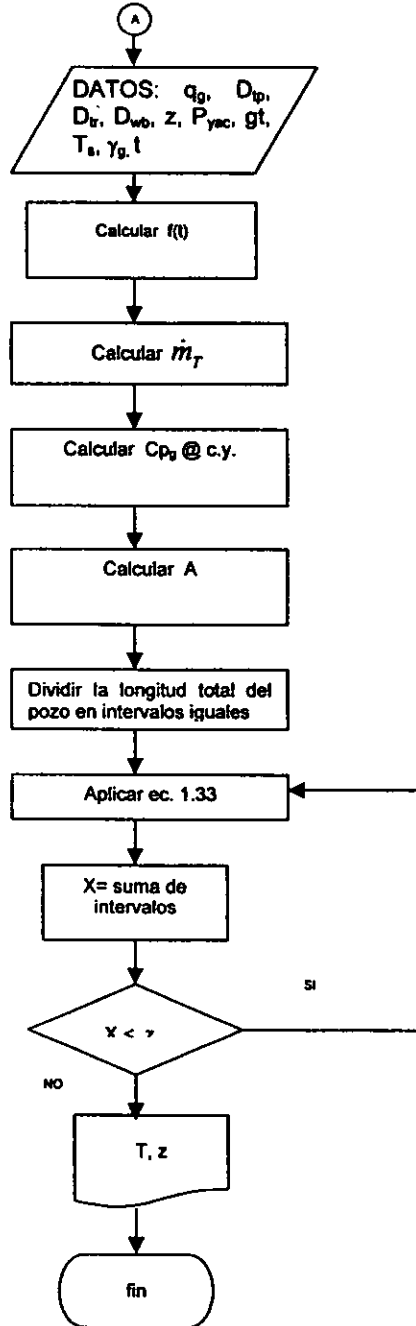 A
DATOS: q_g, D_tp,
D_tr, D_wb, z, P_yac, gt,
T_s, γ_g, t
Calcular f(t)
Calcular ṁ_T
Calcular Cp_g @ c.y.
Calcular A
Dividir la longitud total del
pozo en intervalos iguales
Aplicar ec. 1.33
X= suma de
intervalos
SI
X < z
NO
T, z
fin